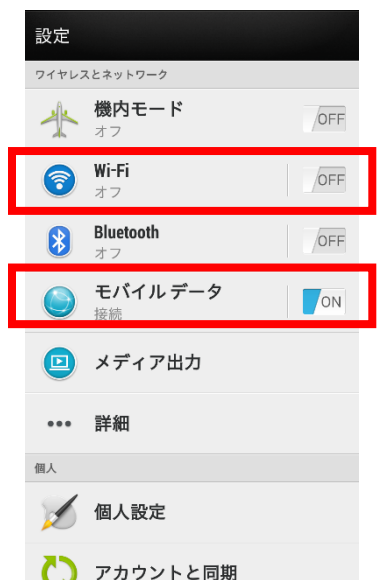 設定
ワイヤレスとネットワーク
機内モード
オフ
OFF
Wi-Fi
オフ
OFF
Bluetooth
オフ
OFF
モバイル データ
接続
ON
メディア出力
詳細
個人
個人設定
アカウントと同期